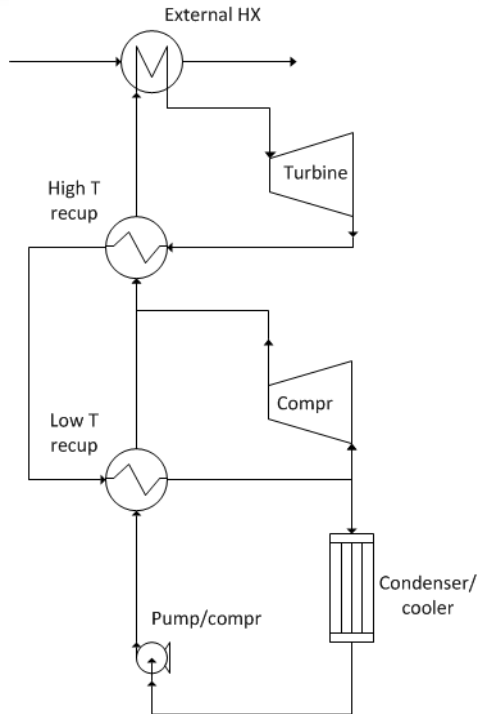 External HX
Turbine
High T
recup
Compr
Low T
recup
Condenser/
cooler
Pump/compr